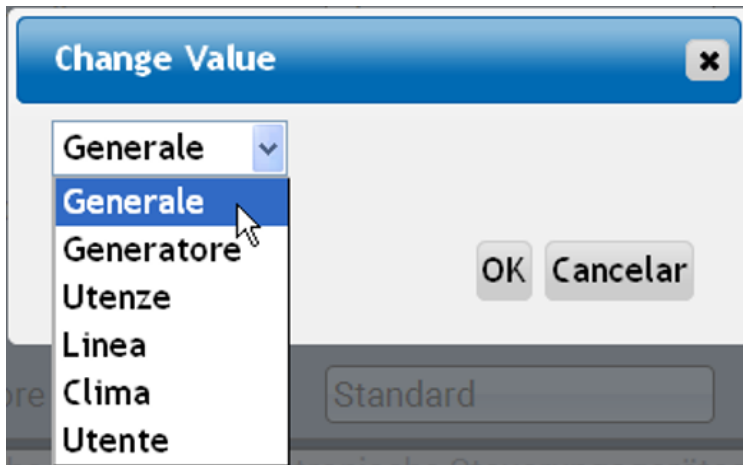 Change Value
Generale
Generale
Generatore
Utenze
OK Cancelar
Linea
Clima
Standard
Utente